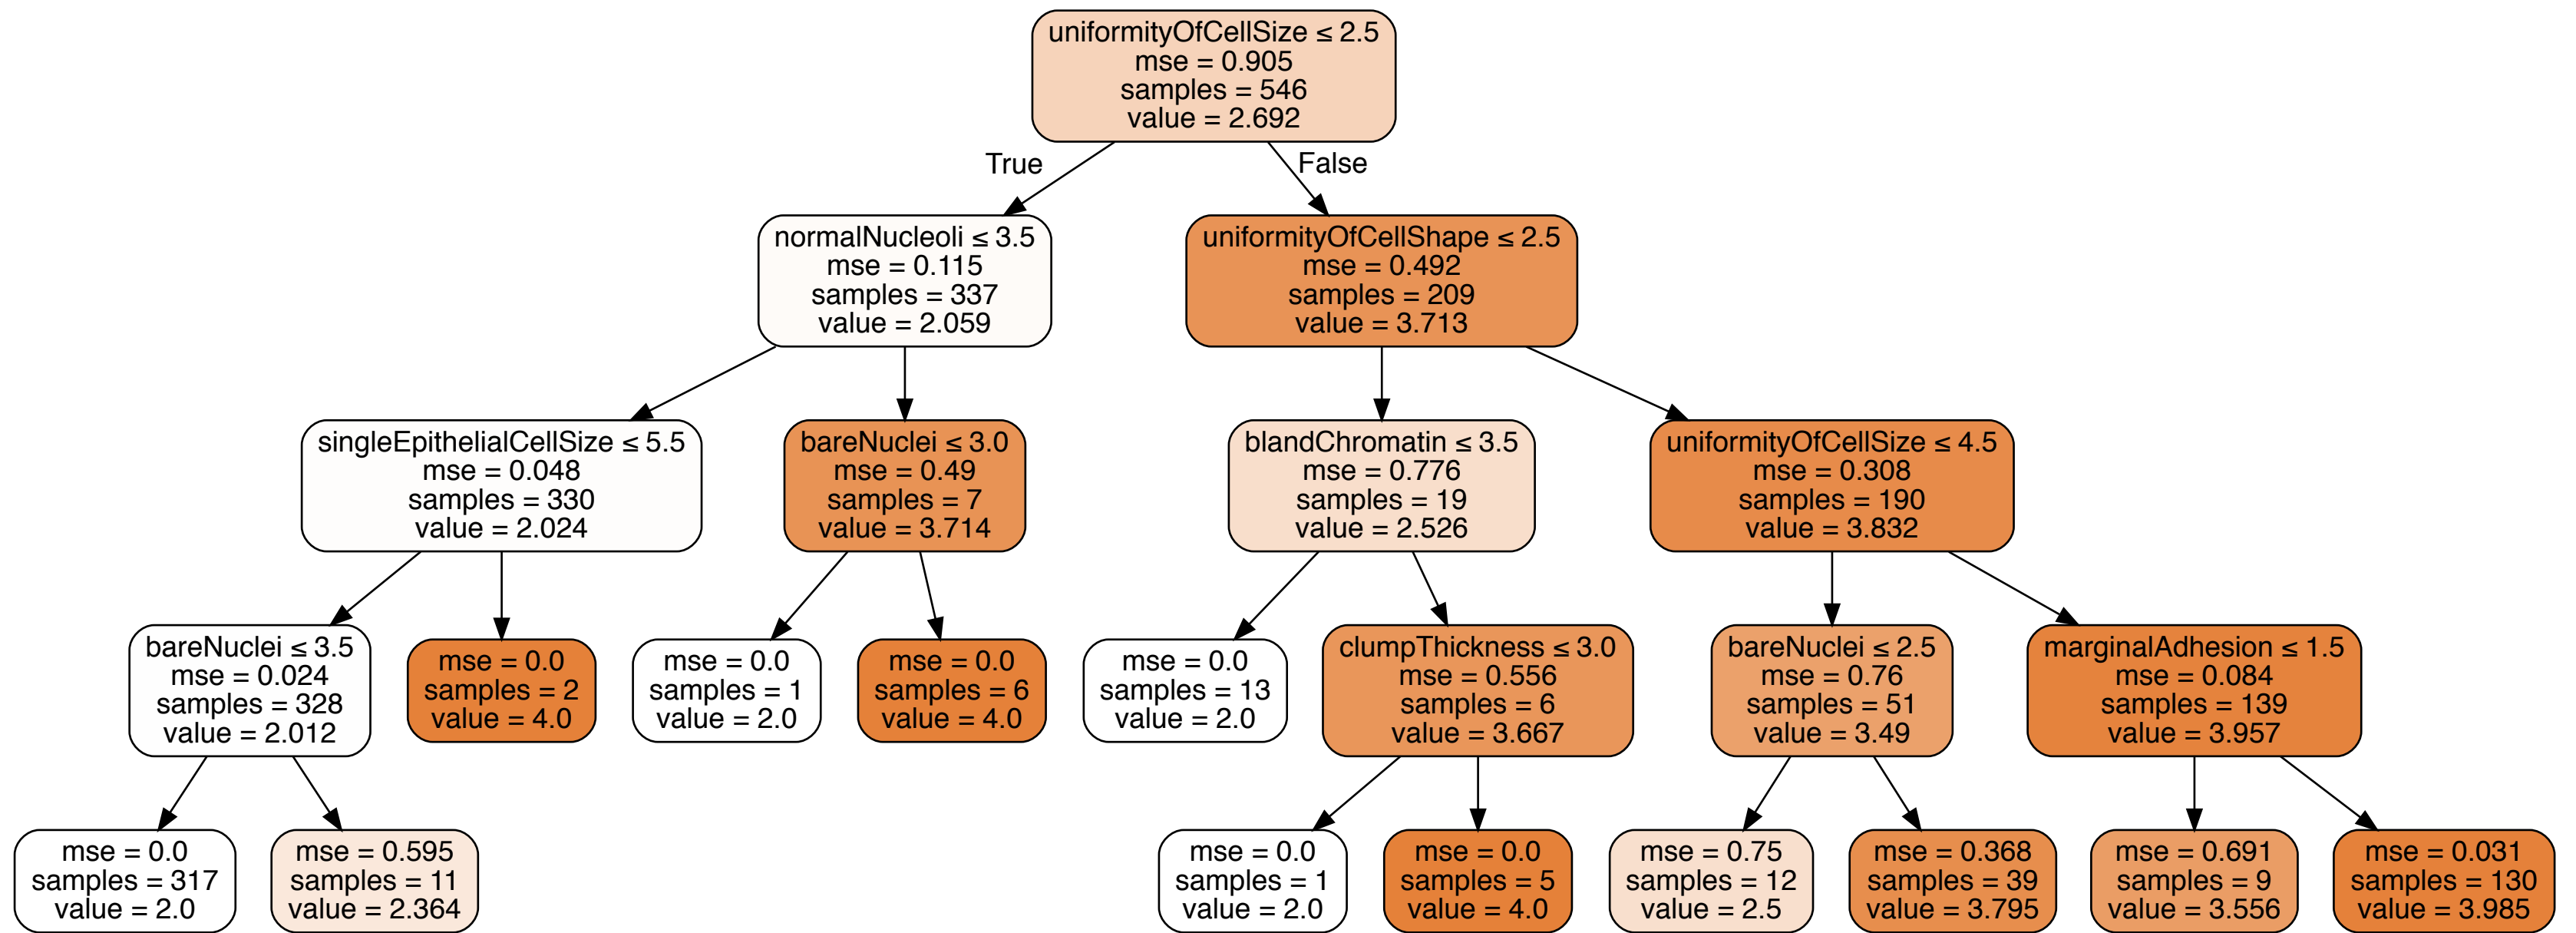 uniformityOfCellSize ≤ 2.5
mse = 0.905
samples = 546
value = 2.692
True
False
normalNucleoli ≤ 3.5
mse = 0.115
samples = 337
value = 2.059
uniformityOfCellShape ≤ 2.5
mse = 0.492
samples = 209
value = 3.713
singleEpithelialCellSize ≤ 5.5
mse = 0.048
samples = 330
value = 2.024
bareNuclei ≤ 3.0
mse = 0.49
samples = 7
value = 3.714
blandChromatin ≤ 3.5
mse = 0.776
samples = 19
value = 2.526
uniformityOfCellSize ≤ 4.5
mse = 0.308
samples = 190
value = 3.832
bareNuclei ≤ 3.5
mse = 0.024
samples = 328
value = 2.012
mse = 0.0
samples = 2
value = 4.0
mse = 0.0
samples = 1
value = 2.0
mse = 0.0
samples = 6
value = 4.0
mse = 0.0
samples = 13
value = 2.0
clumpThickness ≤ 3.0
mse = 0.556
samples = 6
value = 3.667
bareNuclei ≤ 2.5
mse = 0.76
samples = 51
value = 3.49
marginalAdhesion ≤ 1.5
mse = 0.084
samples = 139
value = 3.957
mse = 0.0
samples = 317
value = 2.0
mse = 0.595
samples = 11
value = 2.364
mse = 0.0
samples = 1
value = 2.0
mse = 0.0
samples = 5
value = 4.0
mse = 0.75
samples = 12
value = 2.5
mse = 0.368
samples = 39
value = 3.795
mse = 0.691
samples = 9
value = 3.556
mse = 0.031
samples = 130
value = 3.985